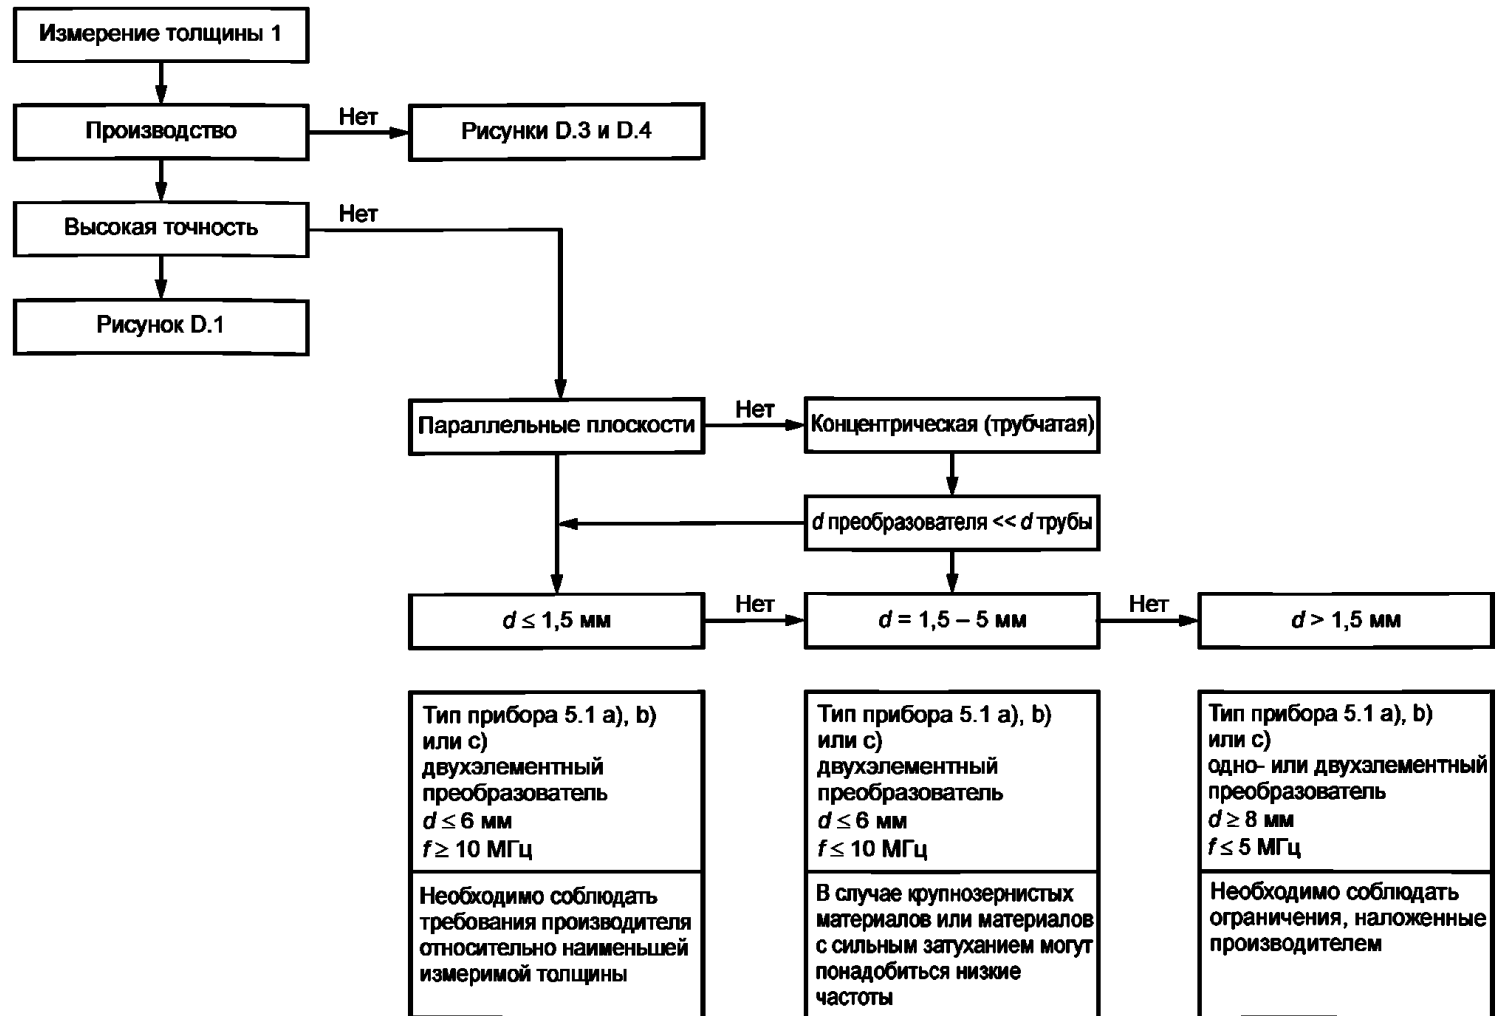 Измерение толщины 1
Производство
Нет
Рисунки D.3 и D.4
Высокая точность
Нет
Рисунок D.1
Параллельные плоскости
Нет
Концентрическая (трубчатая)
d преобразователя << d трубы
d ≤ 1,5 мм
Нет
d = 1,5 – 5 мм
Нет
d > 1,5 мм
Тип прибора 5.1 a), b)
или c)
двухэлементный
преобразователь
d ≤ 6 мм
f ≥ 10 МГц
Необходимо соблюдать
требования производителя
относительно наименьшей
измеримой толщины
Тип прибора 5.1 a), b)
или c)
двухэлементный
преобразователь
d ≤ 6 мм
f ≤ 10 МГц
В случае крупнозернистых
материалов или материалов
с сильным затуханием могут
понадобиться низкие
частоты
Тип прибора 5.1 a), b)
или c)
одно- или двухэлементный
преобразователь
d ≥ 8 мм
f ≤ 5 МГц
Необходимо соблюдать
ограничения, наложенные
производителем